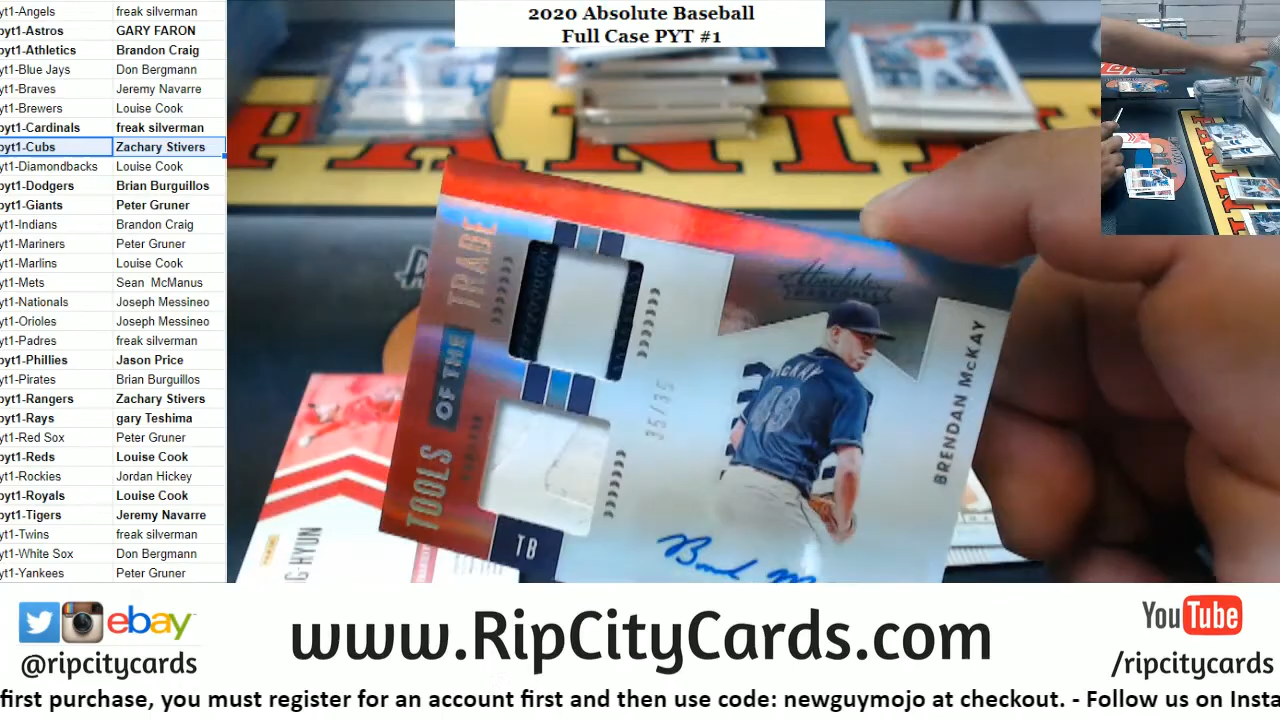 2020 Absolute Baseball
Full Case PYT #1
yt1-Angels freak silverman
pyt1-Astros GARY FARON
pyt1-Athletics Brandon Craig
yt1-Blue Jays Don Bergmann
yt1-Braves Jeremy Navarre
yt1-Brewers Louise Cook
pyt1-Cardinals freak silverman
pyt1-Cubs Zachary Stivers
yt1-Diamondbacks Louise Cook
pyt1-Dodgers Brian Burguillos
pyt1-Giants Peter Gruner
yt1-Indians Brandon Craig
yt1-Mariners Peter Gruner
yt1-Marlins Louise Cook
yt1-Mets Sean McManus
yt1-Nationals Joseph Messineo
yt1-Orioles Joseph Messineo
yt1-Padres freak silverman
pyt1-Phillies Jason Price
yt1-Pirates Brian Burguillos
pyt1-Rangers Zachary Stivers
pyt1-Rays gary Teshima
yt1-Red Sox Peter Gruner
pyt1-Reds Louise Cook
yt1-Rockies Jordan Hickey
pyt1-Royals Louise Cook
pyt1-Tigers Jeremy Navarre
yt1-Twins freak silverman
yt1-White Sox Don Bergmann
yt1-Yankees Peter Gruner
PANINI
TOOLS OF THE TRADE
Absolute
35/35
McKAY
49
BRENDAN McKAY
TB
G-HYUN
ebay
@ripcitycards
www.RipCityCards.com
YouTube
/ripcitycards
first purchase, you must register for an account first and then use code: newguymojo at checkout. - Follow us on Insta